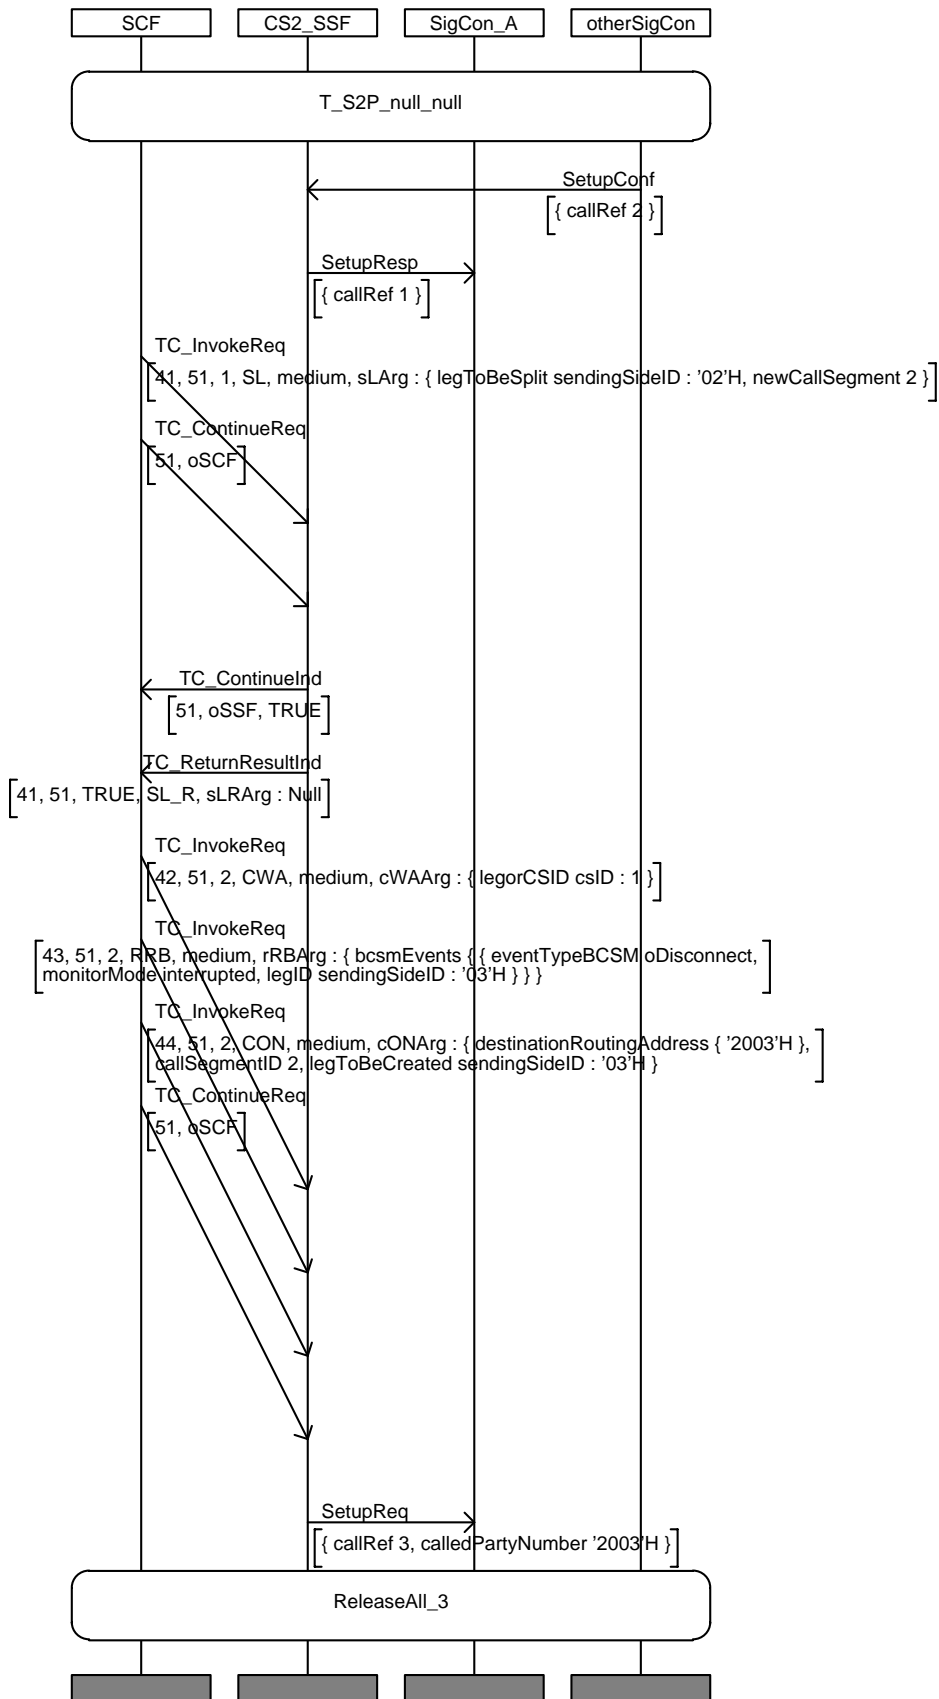 SCF
CS2_SSF
SigCon_A
otherSigCon
T_S2P_null_null
SetupConf
{ callRef 2 }
SetupResp
{ callRef 1 }
TC_InvokeReq
41, 51, 1, SL, medium, sLArg : { legToBeSplit sendingSideID : '02'H, newCallSegment 2 }
TC_ContinueReq
51, oSCF
TC_ContinueInd
51, oSSF, TRUE
TC_ReturnResultInd
41, 51, TRUE, SL_R, sLRArg : Null
TC_InvokeReq
42, 51, 2, CWA, medium, cWAArg : { legorCSID csID : 1 }
TC_InvokeReq
43, 51, 2, RRB, medium, rRBArg : { bcsmEvents { { eventTypeBCSM oDisconnect,
monitorMode interrupted, legID sendingSideID : '03'H } } }
TC_InvokeReq
44, 51, 2, CON, medium, cONArg : { destinationRoutingAddress { '2003'H },
callSegmentID 2, legToBeCreated sendingSideID : '03'H }
TC_ContinueReq
51, oSCF
SetupReq
{ callRef 3, calledPartyNumber '2003'H }
ReleaseAll_3